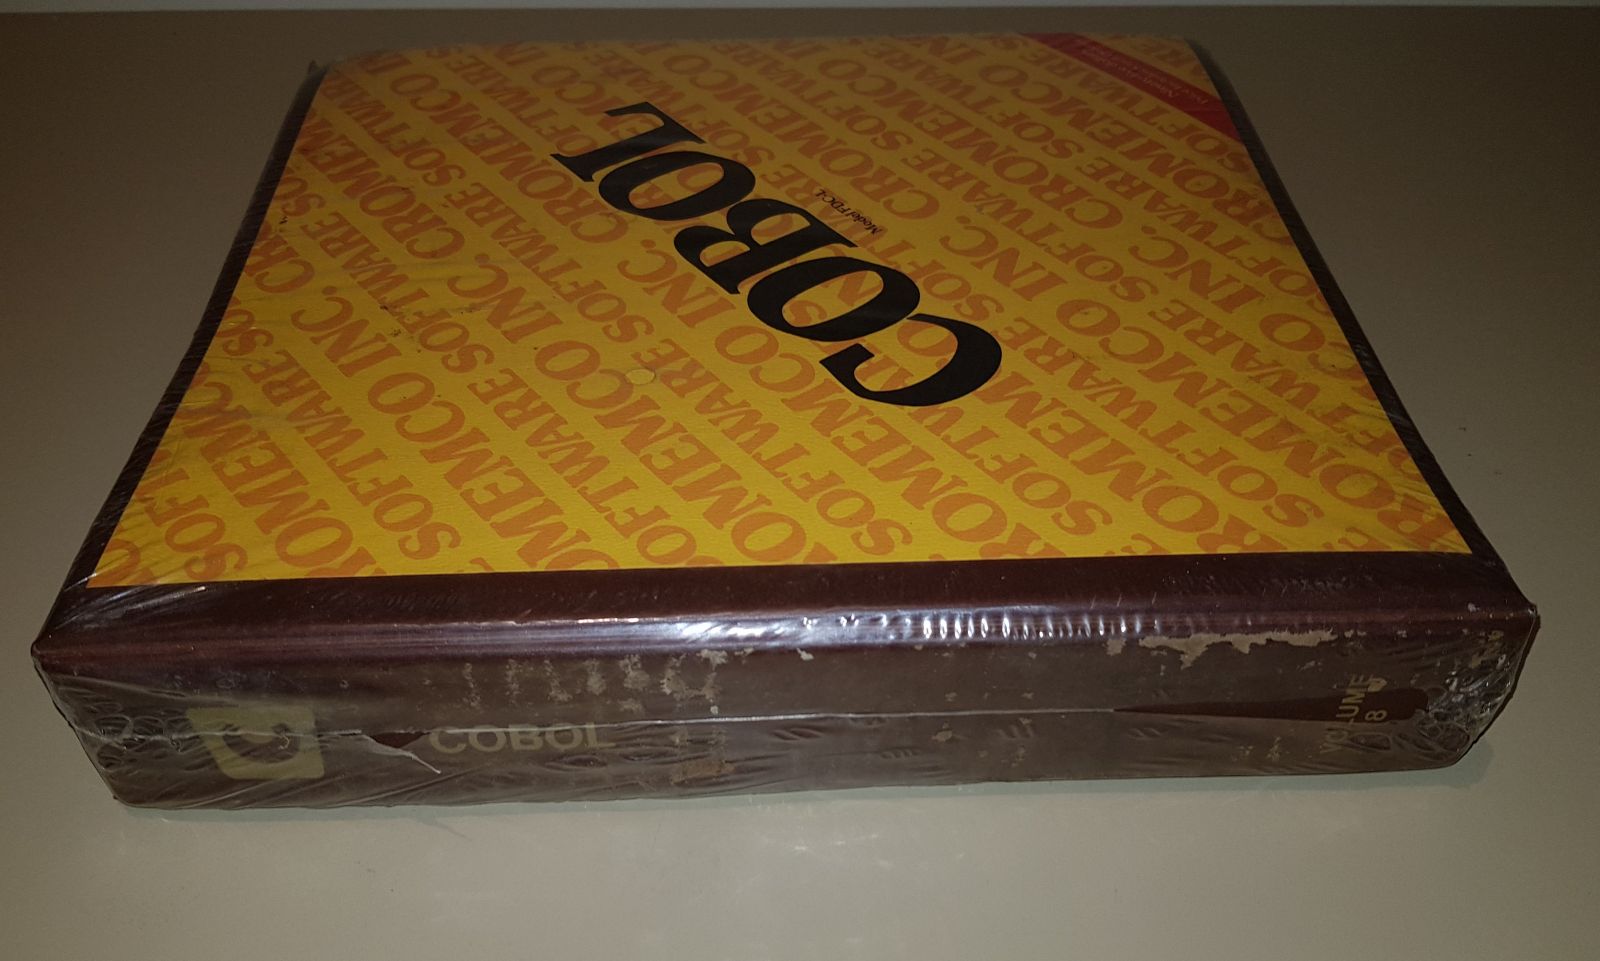 CROMEMCO INC.
SOFTWARE
COBOL
Model FDC-L
COBOL
VOLUME
8